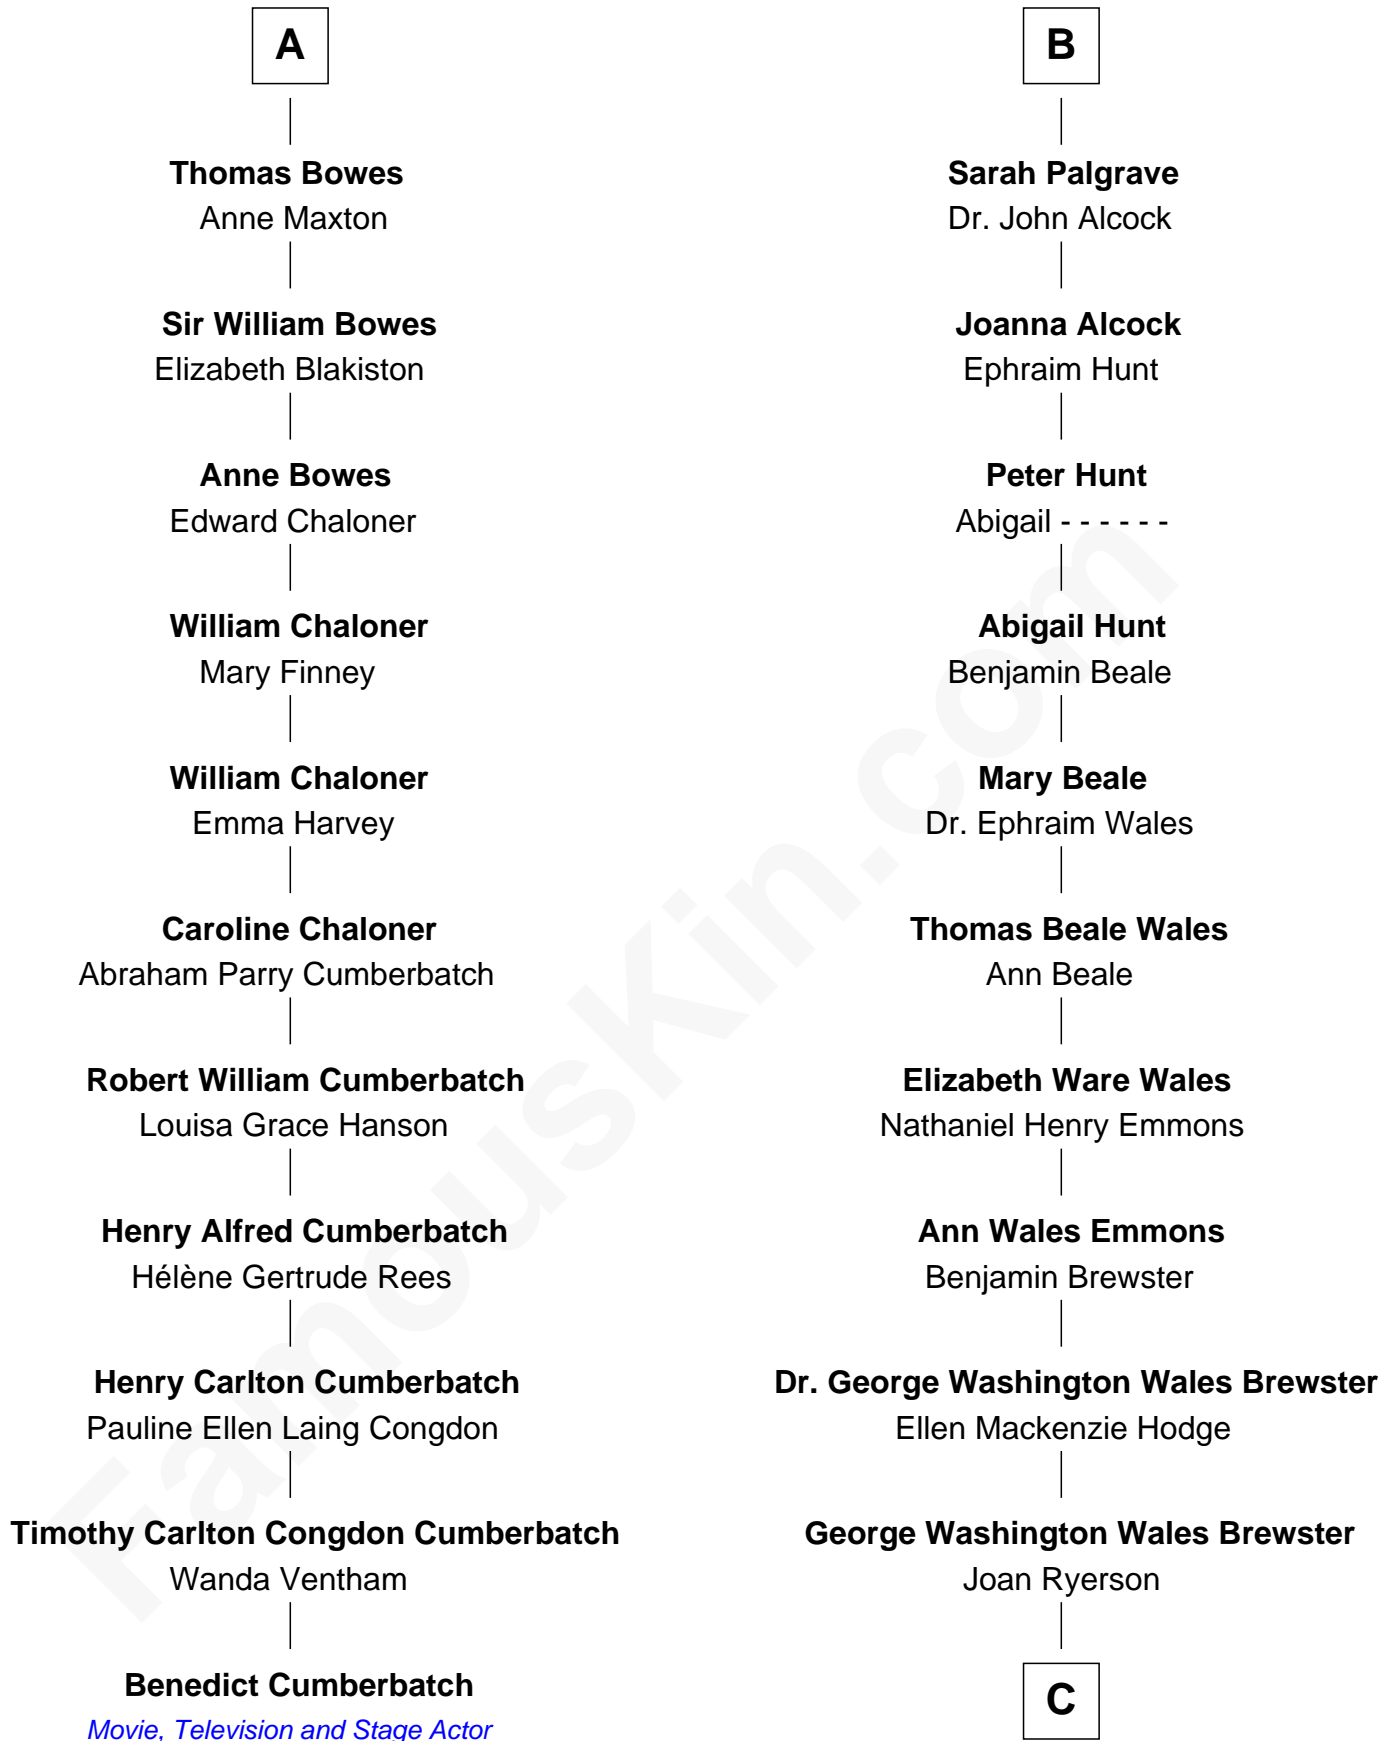 A
Thomas Bowes
Anne Maxton
Sir William Bowes
Elizabeth Blakiston
Anne Bowes
Edward Chaloner
William Chaloner
Mary Finney
William Chaloner
Emma Harvey
Caroline Chaloner
Abraham Parry Cumberbatch
Robert William Cumberbatch
Louisa Grace Hanson
Henry Alfred Cumberbatch
Hélène Gertrude Rees
Henry Carlton Cumberbatch
Pauline Ellen Laing Congdon
Timothy Carlton Congdon Cumberbatch
Wanda Ventham
Benedict Cumberbatch
Movie, Television and Stage Actor
B
Sarah Palgrave
Dr. John Alcock
Joanna Alcock
Ephraim Hunt
Peter Hunt
Abigail - - - - - -
Abigail Hunt
Benjamin Beale
Mary Beale
Dr. Ephraim Wales
Thomas Beale Wales
Ann Beale
Elizabeth Ware Wales
Nathaniel Henry Emmons
Ann Wales Emmons
Benjamin Brewster
Dr. George Washington Wales Brewster
Ellen Mackenzie Hodge
George Washington Wales Brewster
Joan Ryerson
C
FamousKin.com